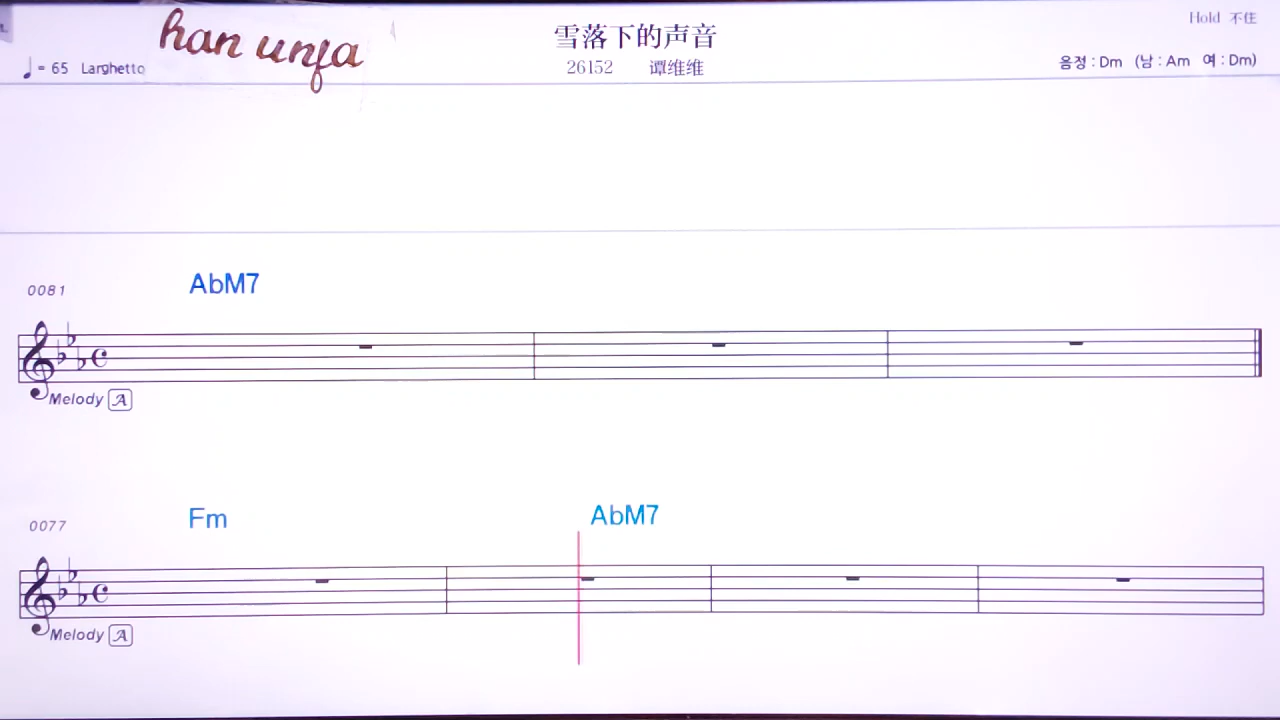 han unfa
雪落下的声音
Hold 不住
♩ = 65 Larghetto
26152 谭维维
음정 : Dm (남 : Am 여 : Dm)
0081
AbM7
Melody A
0077
Fm AbM7
Melody A